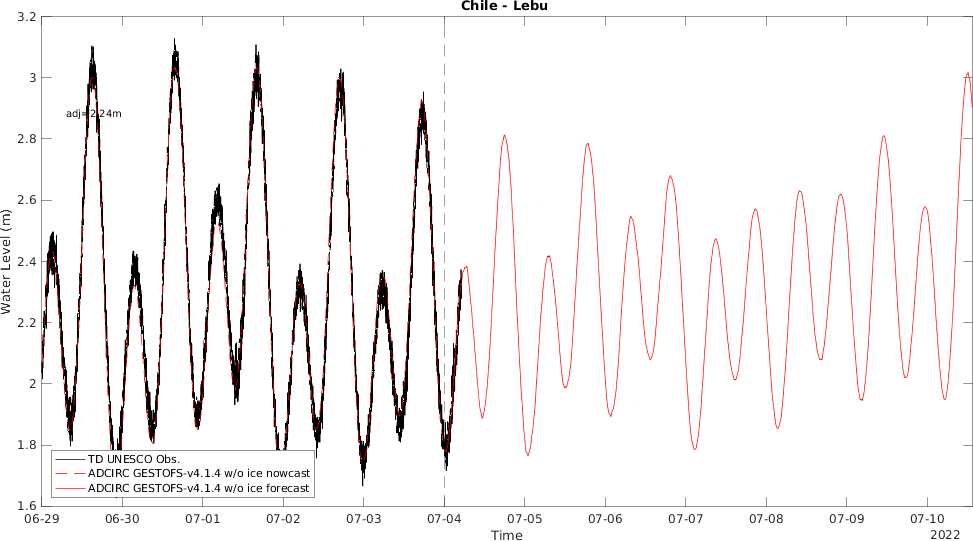 Chile - Lebu
3.2
3
2.8
2.6
2.4
2.2
2
1.8
1.6
Water Level (m)
adj=2.24m
TD UNESCO Obs.
ADCIRC GESTOFS-v4.1.4 w/o ice nowcast
ADCIRC GESTOFS-v4.1.4 w/o ice forecast
06-29 06-30 07-01 07-02 07-03 07-04 07-05 07-06 07-07 07-08 07-09 07-10
Time
2022